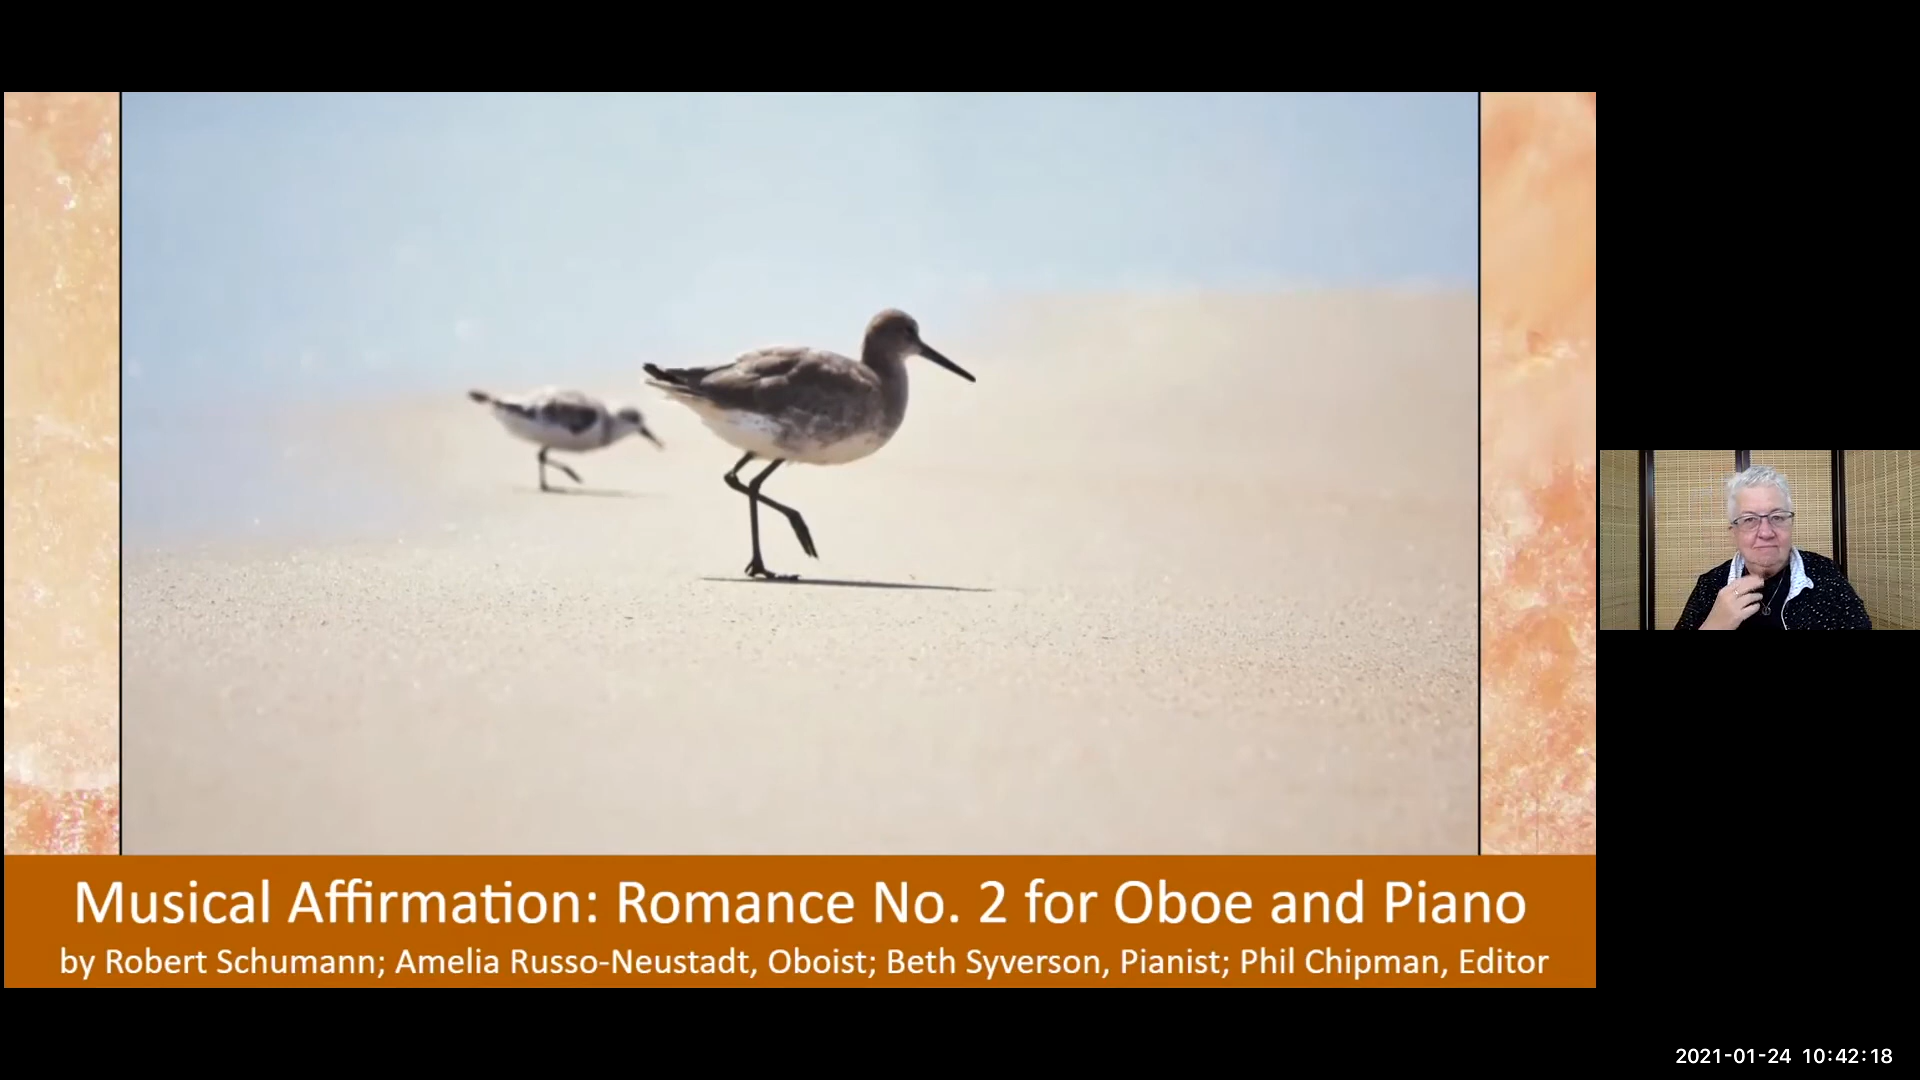 Musical Affirmation: Romance No. 2 for Oboe and Piano
by Robert Schumann; Amelia Russo-Neustadt, Oboist; Beth Syverson, Pianist; Phil Chipman, Editor
2021-01-24 10:42:18